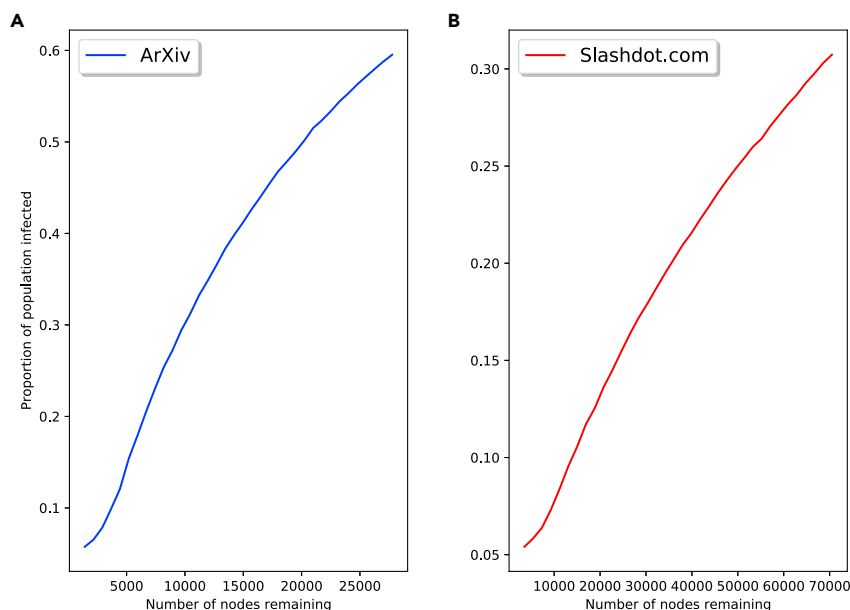 A
ArXiv
Proportion of population infected
0.6
0.5
0.4
0.3
0.2
0.1
5000 10000 15000 20000 25000
Number of nodes remaining
B
Slashdot.com
0.30
0.25
0.20
0.15
0.10
0.05
10000 20000 30000 40000 50000 60000 70000
Number of nodes remaining